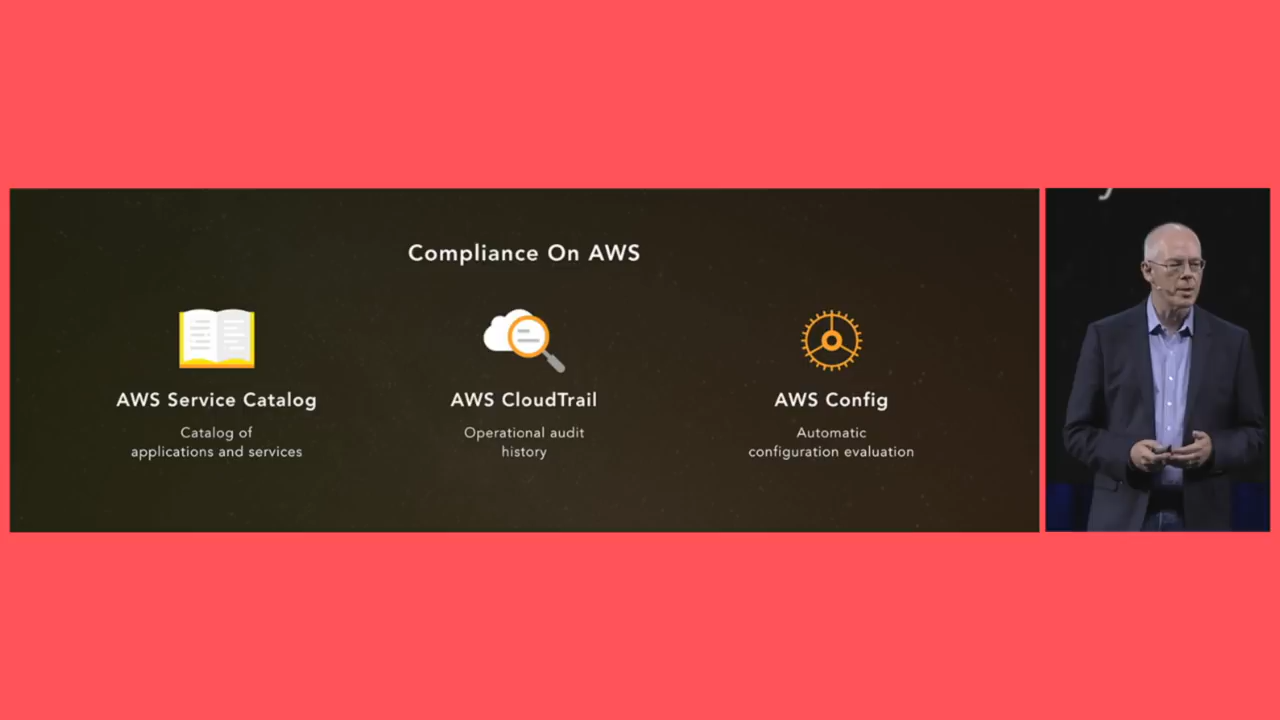 Compliance On AWS
AWS Service Catalog
Catalog of
applications and services
AWS CloudTrail
Operational audit
history
AWS Config
Automatic
configuration evaluation